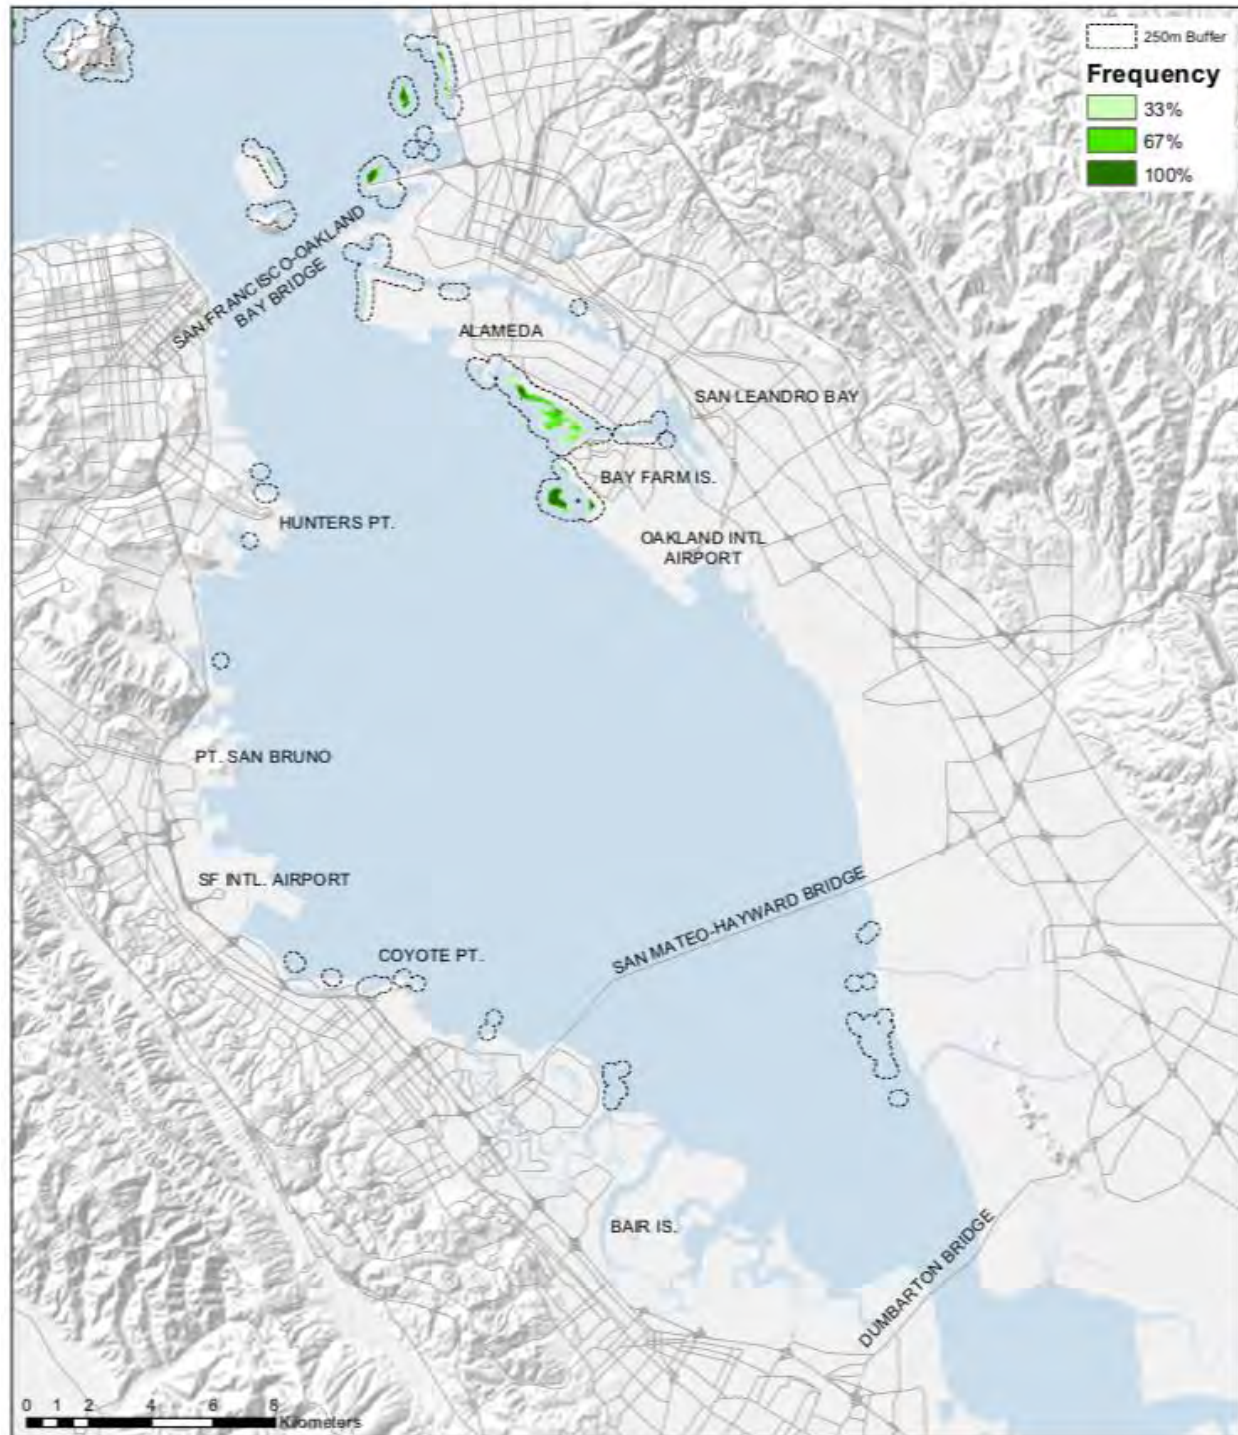 250m Buffer
Frequency
33%
67%
100%
SAN FRANCISCO-OAKLAND
BAY BRIDGE
ALAMEDA
SAN LEANDRO BAY
BAY FARM IS.
HUNTERS PT.
OAKLAND INTL
AIRPORT
PT. SAN BRUNO
SF INTL. AIRPORT
COYOTE PT.
SAN MATEO-HAYWARD BRIDGE
BAIR IS.
DUMBARTON BRIDGE
0 1 2 4 6 8
Kilometers